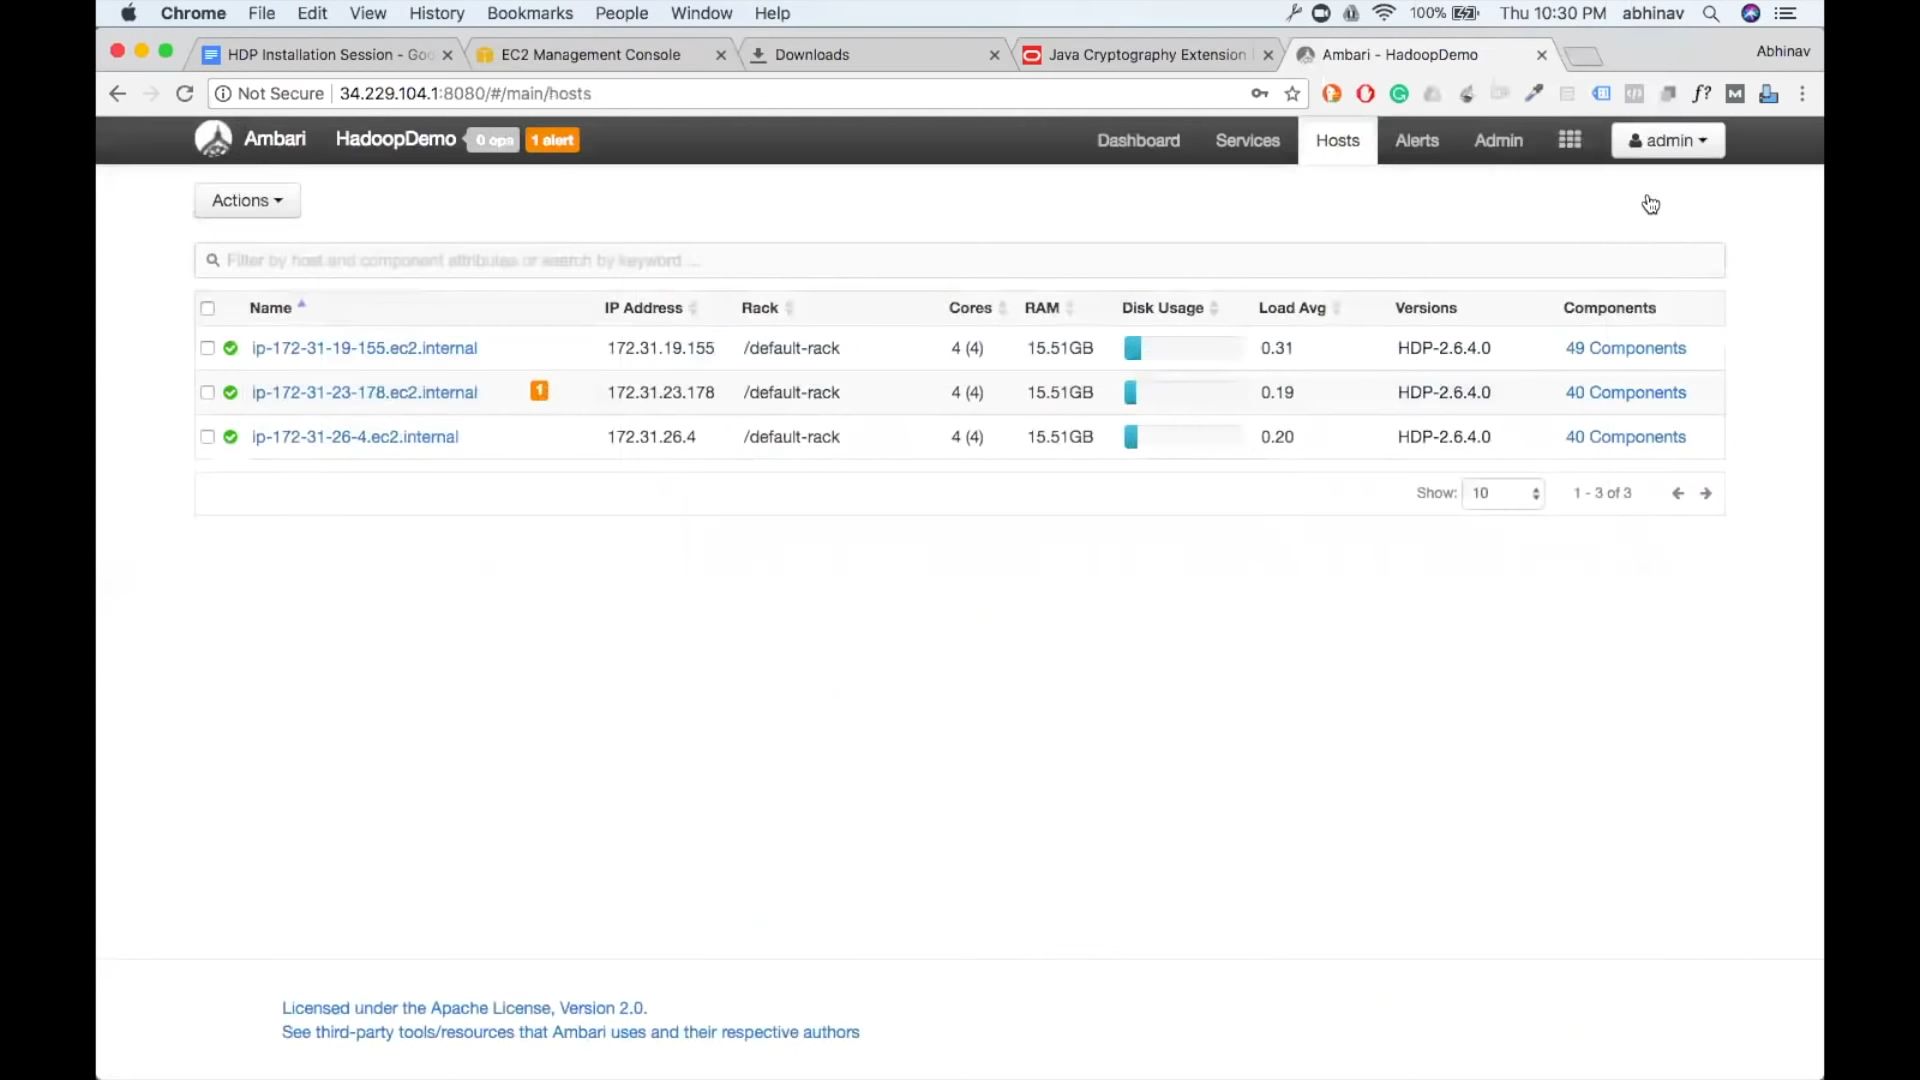 Chrome File Edit View History Bookmarks People Window Help 100% Thu 10:30 PM abhinav
HDP Installation Session - Goo EC2 Management Console Downloads Java Cryptography Extension Ambari - HadoopDemo Abhinav
Not Secure 34.229.104.1:8080/#/main/hosts f? M
Ambari HadoopDemo 0 ops 1 alert Dashboard Services Hosts Alerts Admin admin
Actions
Filter by host and component attributes or search by keyword ...
Name IP Address Rack Cores RAM Disk Usage Load Avg Versions Components
ip-172-31-19-155.ec2.internal 172.31.19.155 /default-rack 4 (4) 15.51GB 0.31 HDP-2.6.4.0 49 Components
ip-172-31-23-178.ec2.internal 1 172.31.23.178 /default-rack 4 (4) 15.51GB 0.19 HDP-2.6.4.0 40 Components
ip-172-31-26-4.ec2.internal 172.31.26.4 /default-rack 4 (4) 15.51GB 0.20 HDP-2.6.4.0 40 Components
Show: 10 1 - 3 of 3
Licensed under the Apache License, Version 2.0.
See third-party tools/resources that Ambari uses and their respective authors